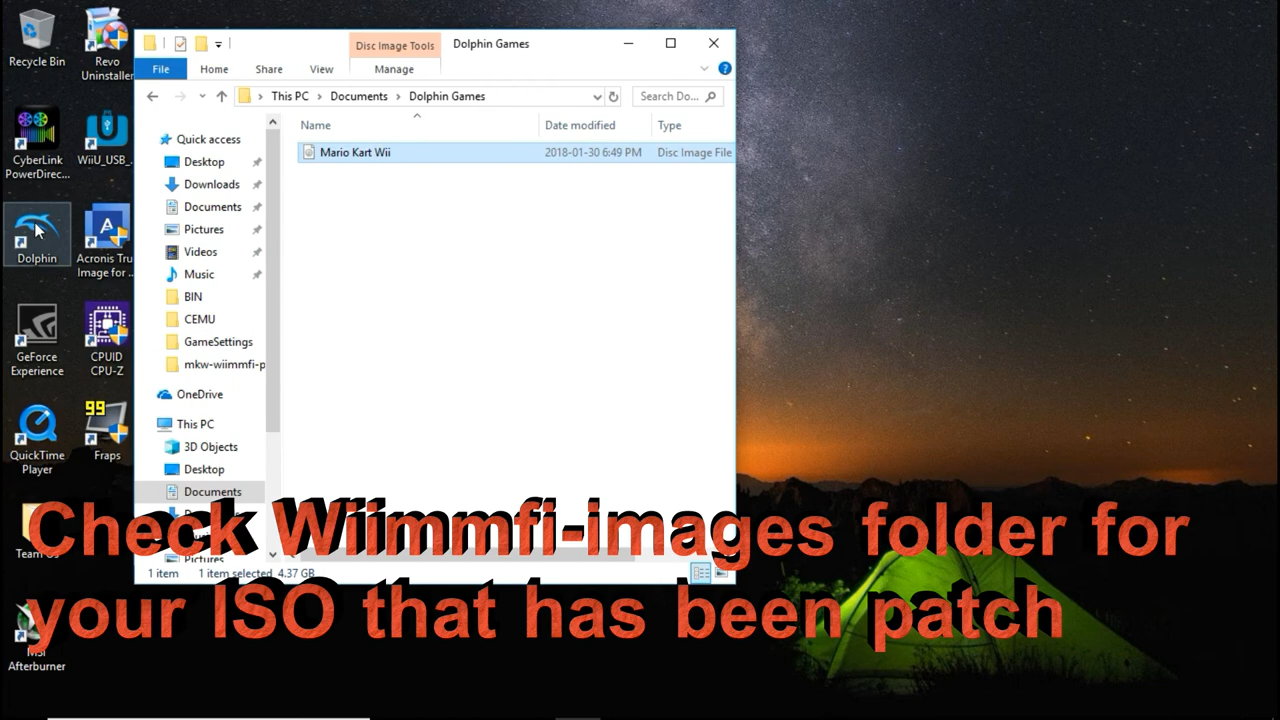 Recycle Bin
Revo
Uninstaller
CyberLink
PowerDirec...
WiiU_USB_...
Dolphin
Acronis Tru
Image for ...
GeForce
Experience
CPUID
CPU-Z
QuickTime
Player
99
Fraps
Team
Afterburner
Disc Image Tools
Dolphin Games
File
Home
Share
View
Manage
This PC
Documents
Dolphin Games
Search Do...
Name
Date modified
Type
Mario Kart Wii
2018-01-30 6:49 PM
Disc Image File
Quick access
Desktop
Downloads
Documents
Pictures
Videos
Music
BIN
CEMU
GameSettings
mkw-wiimmfi-p
OneDrive
This PC
3D Objects
Desktop
Documents
Pictures
1 item
1 item selected
4.37 GB
Check Wiimmfi-images folder for
your ISO that has been patch